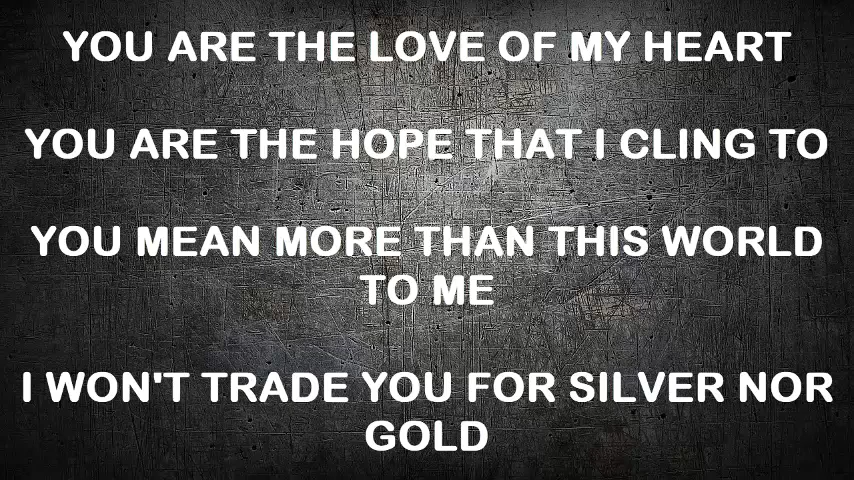 YOU ARE THE LOVE OF MY HEART
YOU ARE THE HOPE THAT I CLING TO
YOU MEAN MORE THAN THIS WORLD
TO ME
I WON'T TRADE YOU FOR SILVER NOR
GOLD